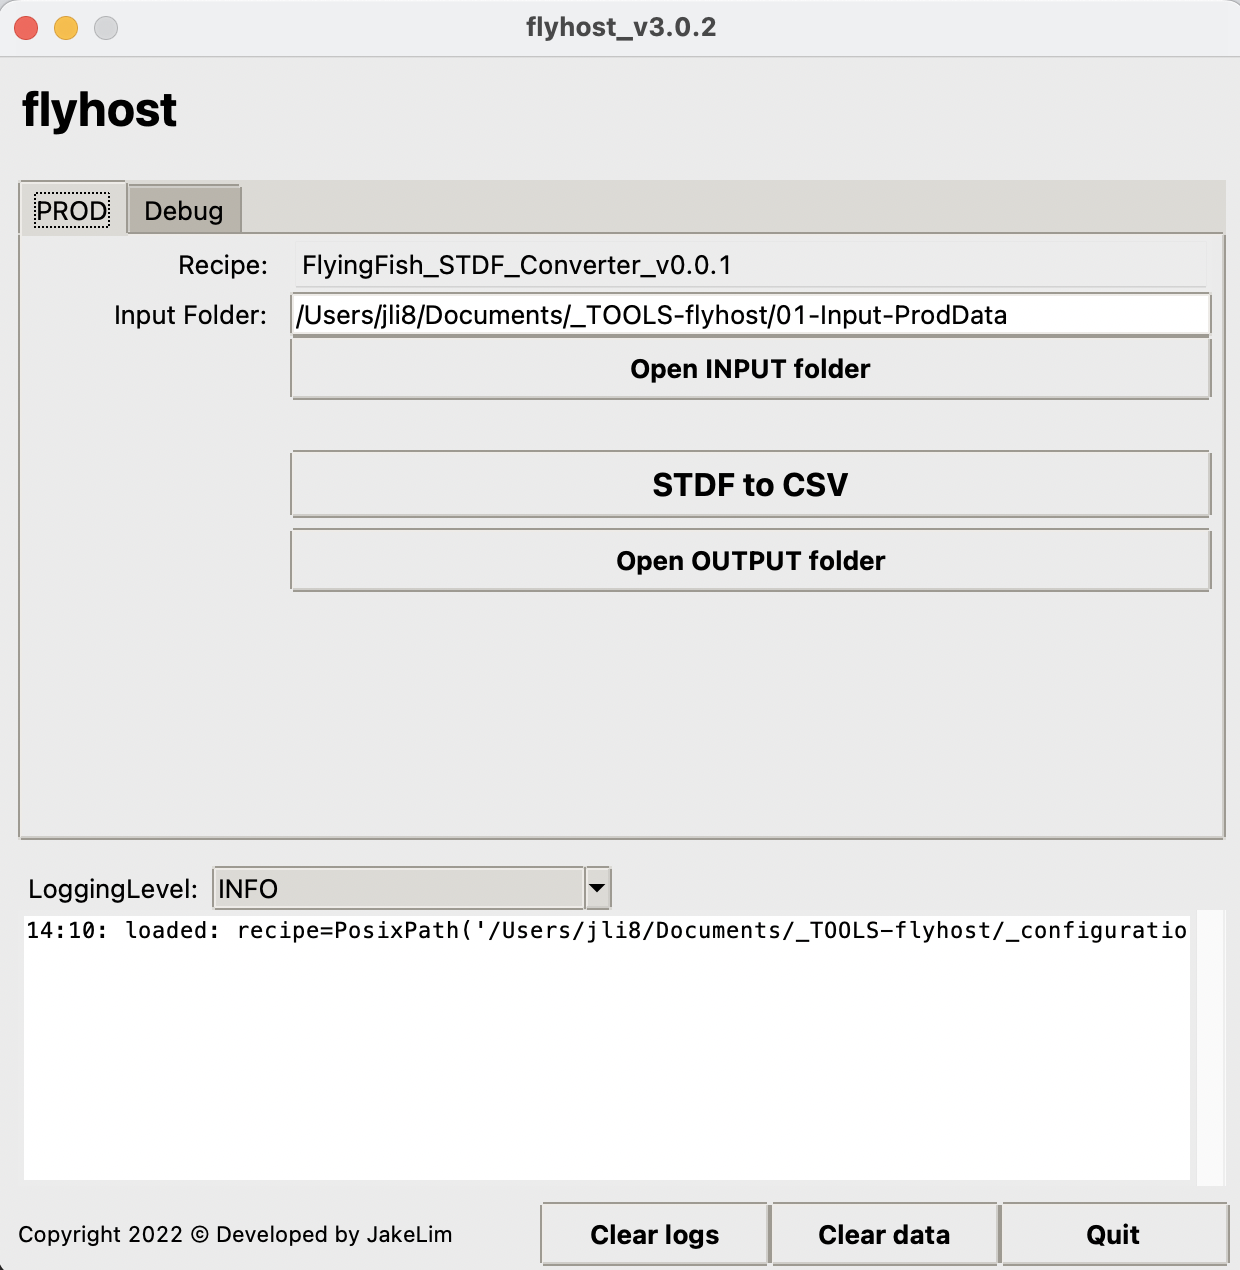 flyhost_v3.0.2
flyhost
PROD Debug
Recipe: FlyingFish_STDF_Converter_v0.0.1
Input Folder: /Users/jli8/Documents/_TOOLS-flyhost/01-Input-ProdData
Open INPUT folder
STDF to CSV
Open OUTPUT folder
LoggingLevel: INFO
14:10: loaded: recipe=PosixPath('/Users/jli8/Documents/_TOOLS-flyhost/_configuratio
Copyright 2022 © Developed by JakeLim Clear logs Clear data Quit